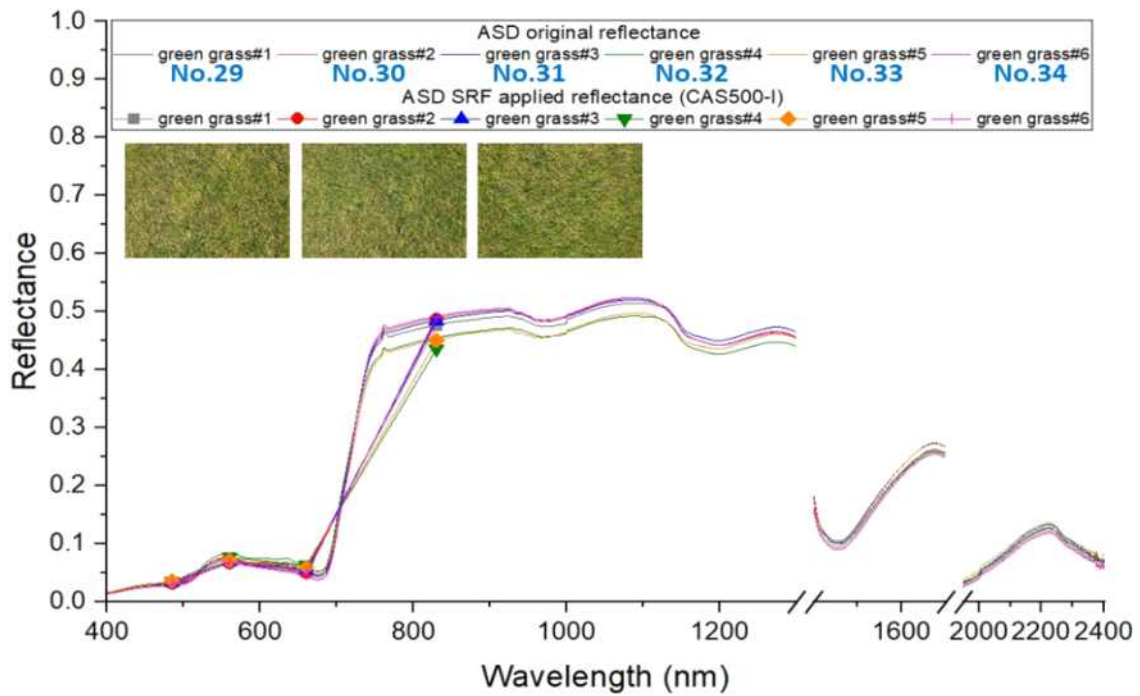 ASD original reflectance
green grass#1 green grass#2 green grass#3 green grass#4 green grass#5 green grass#6
No.29 No.30 No.31 No.32 No.33 No.34
ASD SRF applied reflectance (CAS500-I)
green grass#1 green grass#2 green grass#3 green grass#4 green grass#5 green grass#6
1.0
0.9
0.8
0.7
0.6
0.5
0.4
0.3
0.2
0.1
0.0
Reflectance
400 600 800 1000 1200 1600 2000 2200 2400
Wavelength (nm)